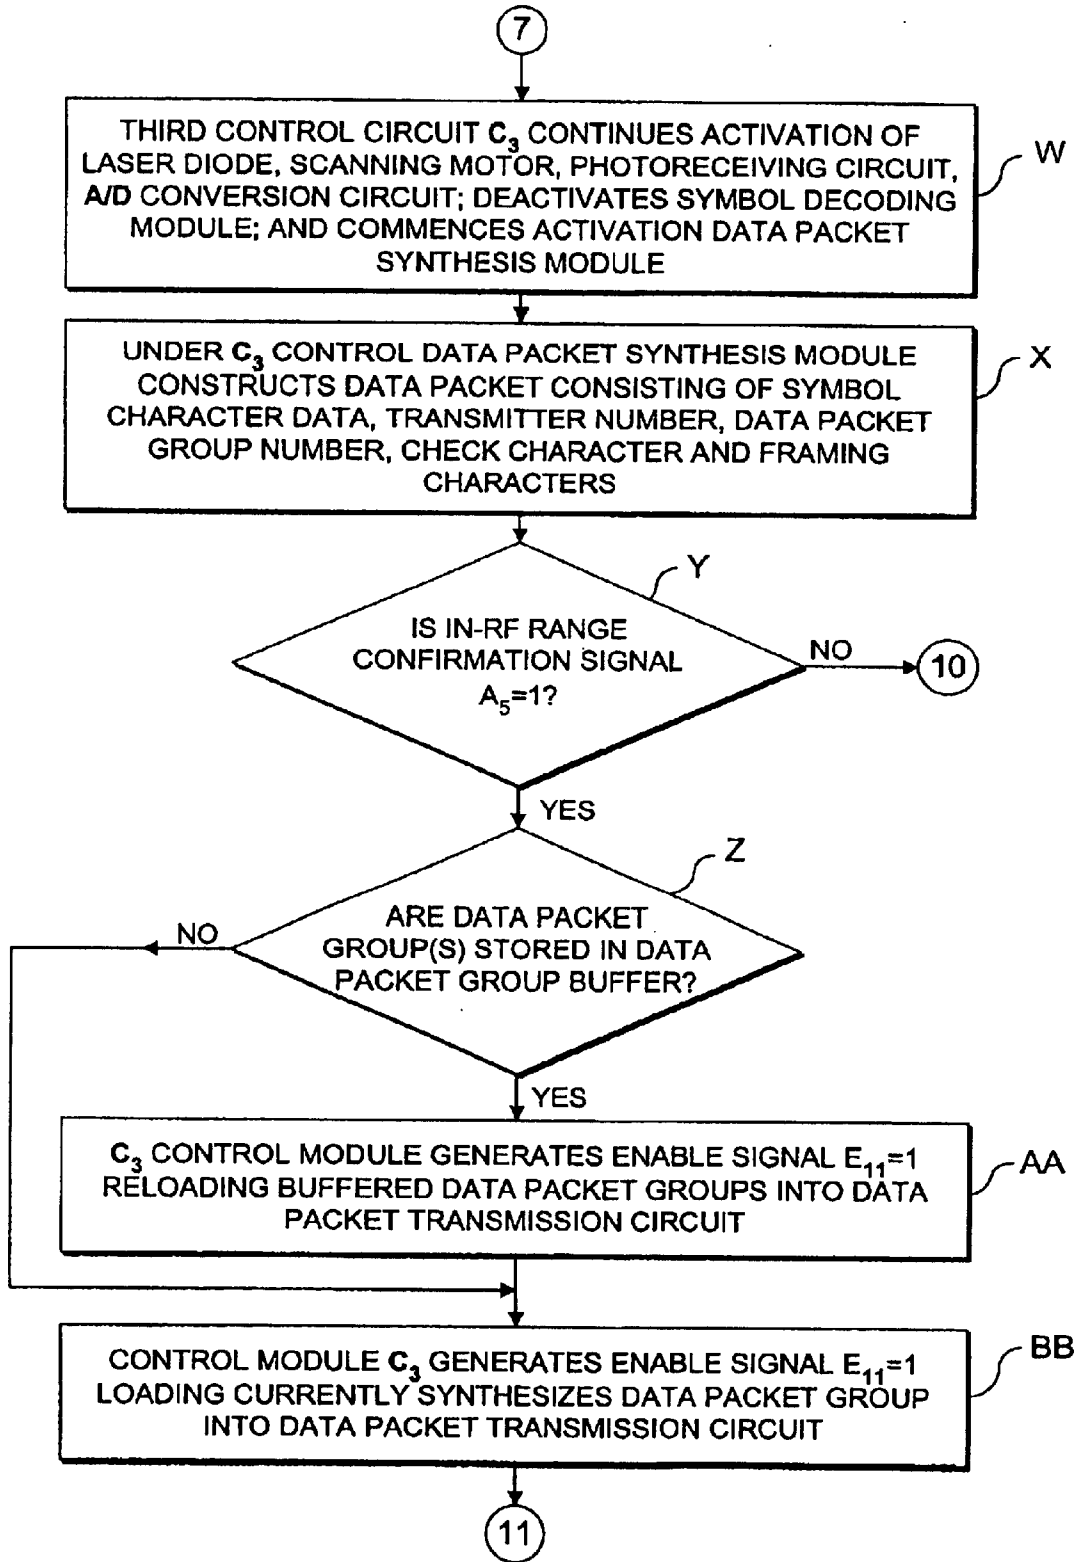 7
THIRD CONTROL CIRCUIT C3 CONTINUES ACTIVATION OF
LASER DIODE, SCANNING MOTOR, PHOTORECEIVING CIRCUIT,
A/D CONVERSION CIRCUIT; DEACTIVATES SYMBOL DECODING
MODULE; AND COMMENCES ACTIVATION DATA PACKET
SYNTHESIS MODULE
W
UNDER C3 CONTROL DATA PACKET SYNTHESIS MODULE
CONSTRUCTS DATA PACKET CONSISTING OF SYMBOL
CHARACTER DATA, TRANSMITTER NUMBER, DATA PACKET
GROUP NUMBER, CHECK CHARACTER AND FRAMING
CHARACTERS
X
Y
IS IN-RF RANGE
CONFIRMATION SIGNAL
A5=1?
NO
10
YES
Z
ARE DATA PACKET
GROUP(S) STORED IN DATA
PACKET GROUP BUFFER?
NO
YES
C3 CONTROL MODULE GENERATES ENABLE SIGNAL E11=1
RELOADING BUFFERED DATA PACKET GROUPS INTO DATA
PACKET TRANSMISSION CIRCUIT
AA
CONTROL MODULE C3 GENERATES ENABLE SIGNAL E11=1
LOADING CURRENTLY SYNTHESIZES DATA PACKET GROUP
INTO DATA PACKET TRANSMISSION CIRCUIT
BB
11